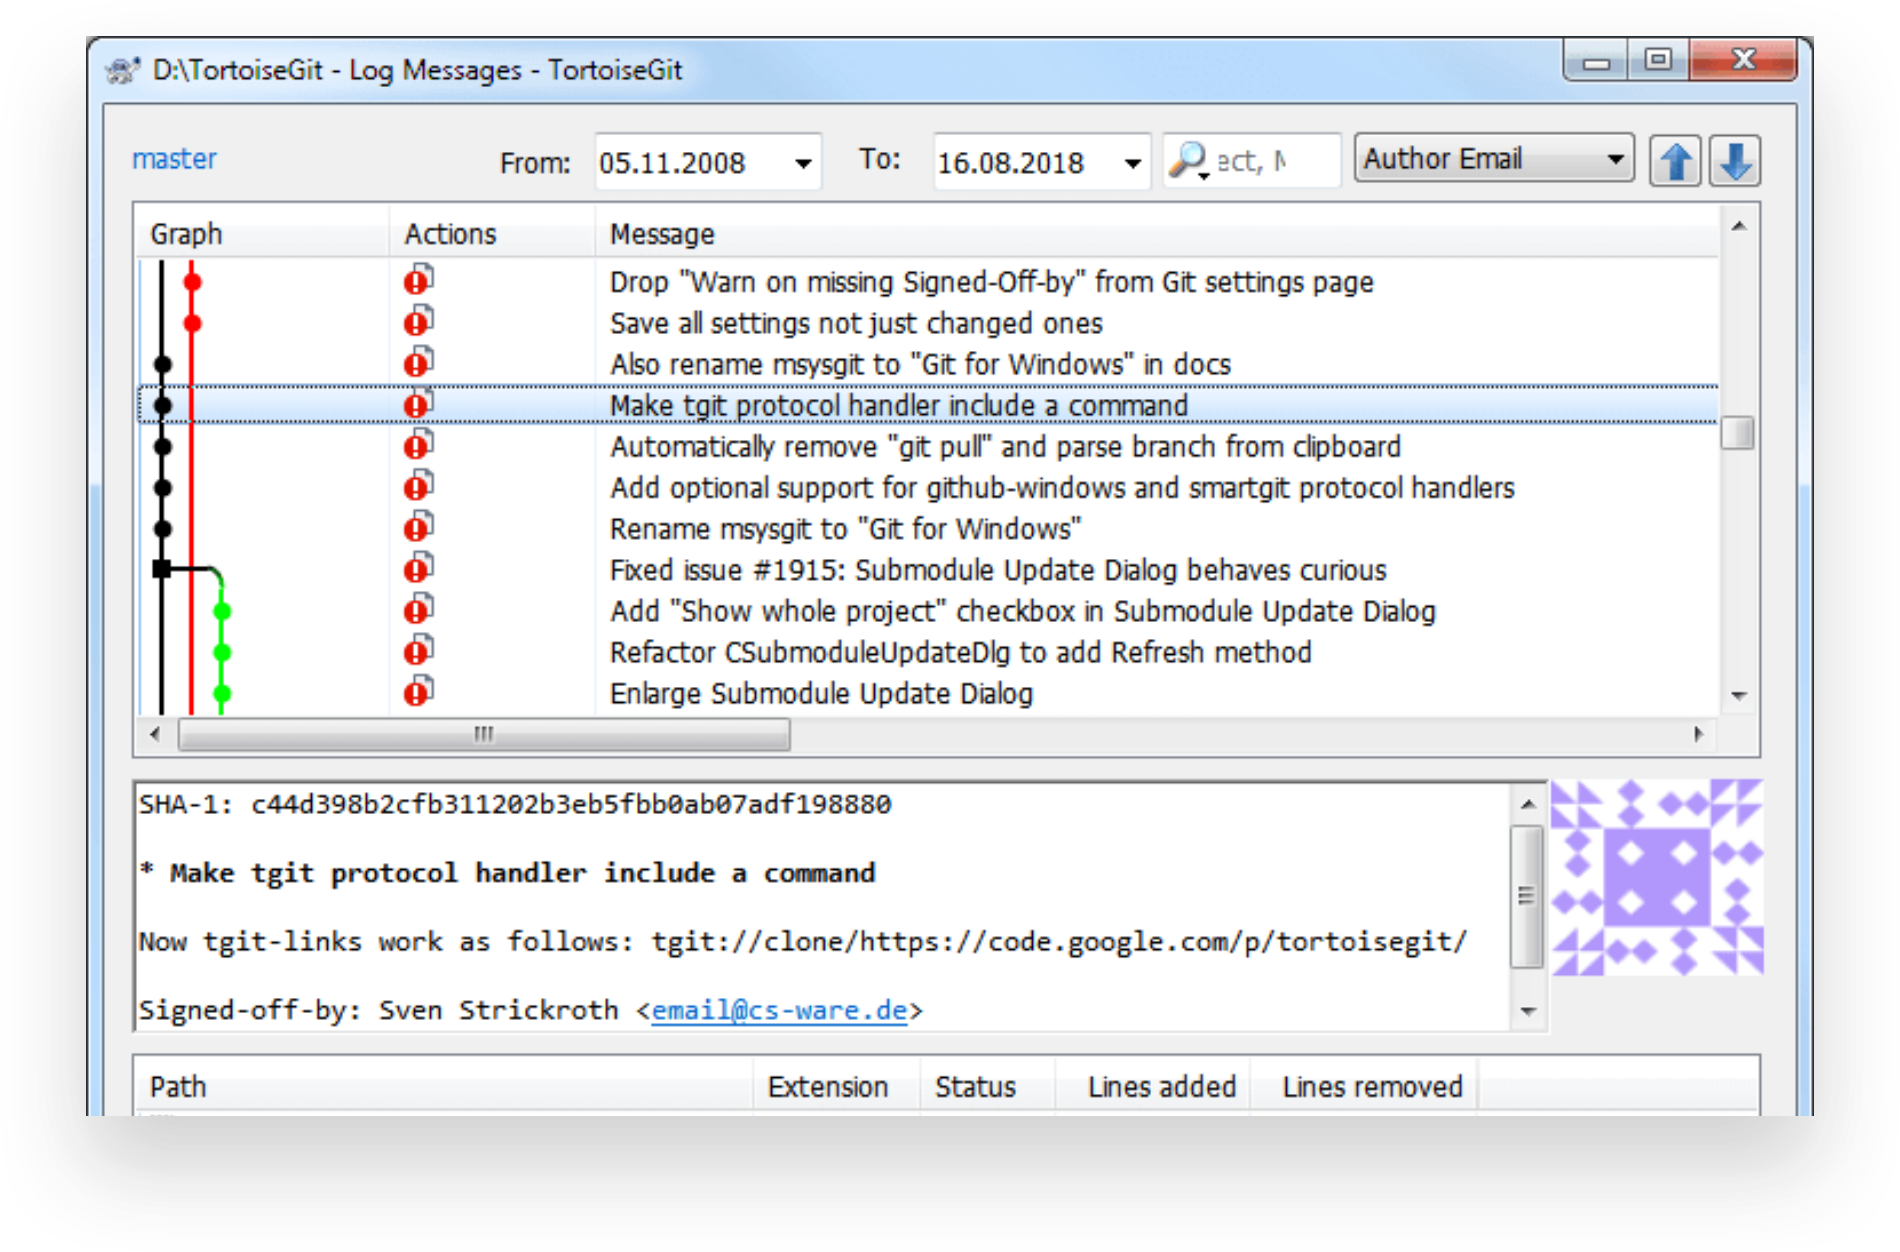 D:\TortoiseGit - Log Messages - TortoiseGit
master From: 05.11.2008 To: 16.08.2018 Author Email
Graph Actions Message
Drop "Warn on missing Signed-Off-by" from Git settings page
Save all settings not just changed ones
Also rename msysgit to "Git for Windows" in docs
Make tgit protocol handler include a command
Automatically remove "git pull" and parse branch from clipboard
Add optional support for github-windows and smartgit protocol handlers
Rename msysgit to "Git for Windows"
Fixed issue #1915: Submodule Update Dialog behaves curious
Add "Show whole project" checkbox in Submodule Update Dialog
Refactor CSubmoduleUpdateDlg to add Refresh method
Enlarge Submodule Update Dialog
SHA-1: c44d398b2cfb311202b3eb5fbb0ab07adf198880
* Make tgit protocol handler include a command
Now tgit-links work as follows: tgit://clone/https://code.google.com/p/tortoisegit/
Signed-off-by: Sven Strickroth <email@cs-ware.de>
Path Extension Status Lines added Lines removed